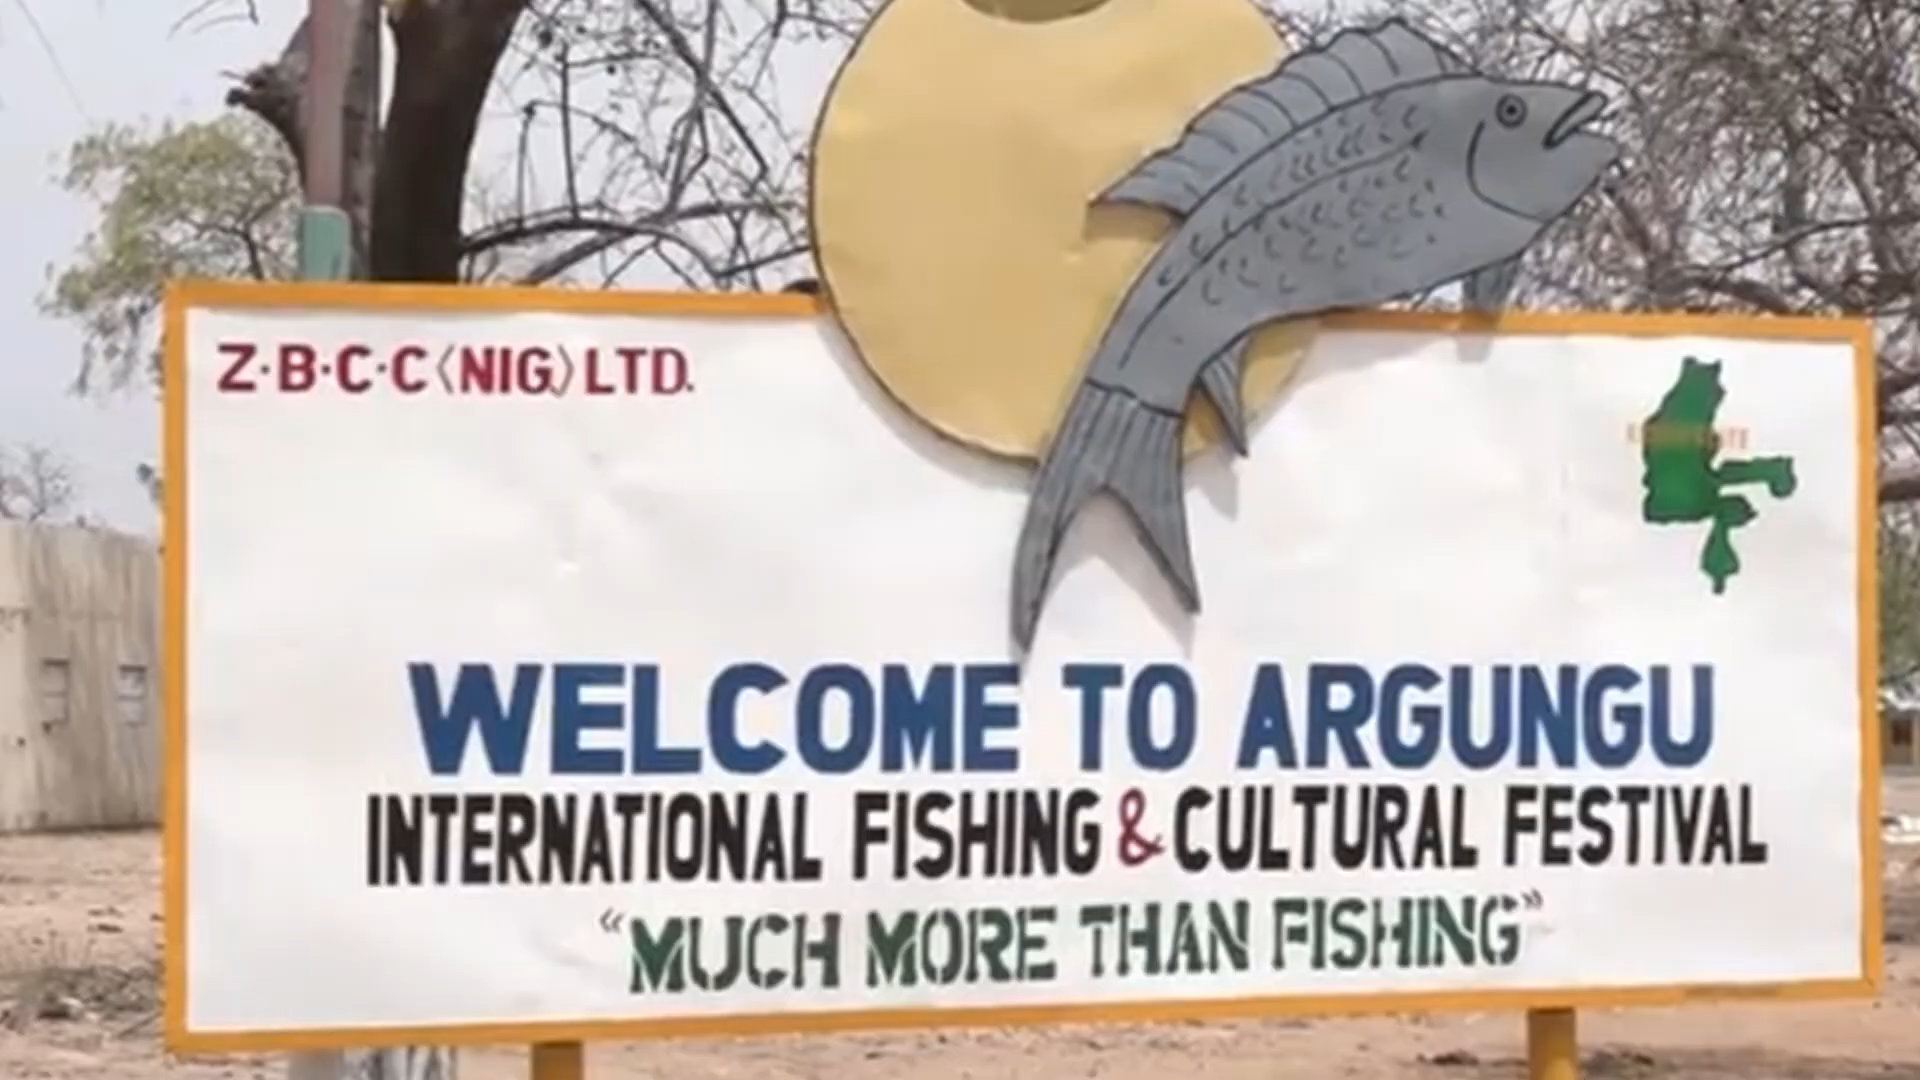 Z·B·C·C (NIG) LTD.
WELCOME TO ARGUNGU
INTERNATIONAL FISHING & CULTURAL FESTIVAL
"MUCH MORE THAN FISHING"